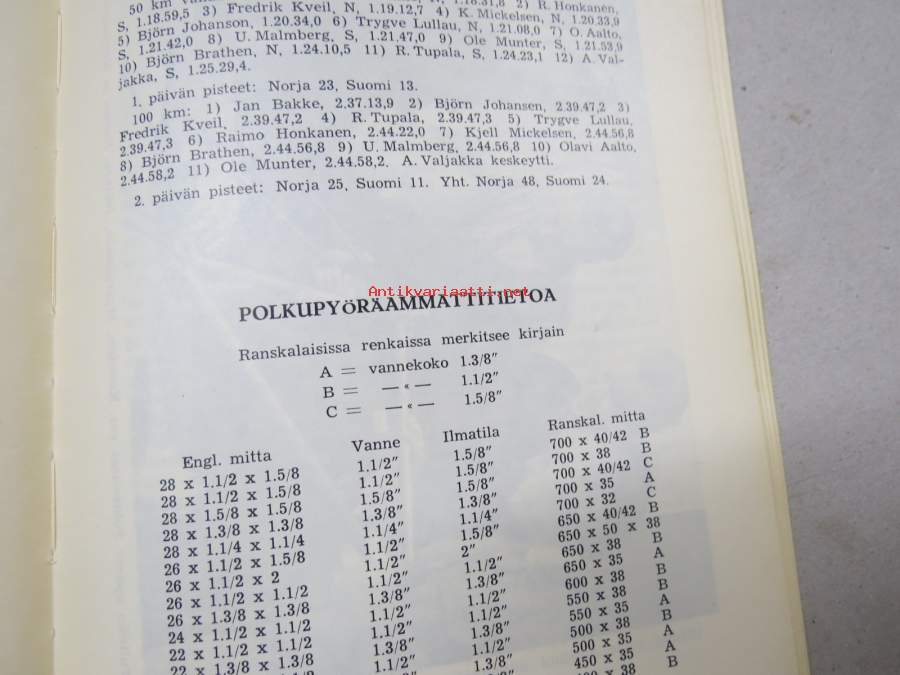 50 km
1.18.31,8 2) R. Honkanen,
S, 1.18.59,5 3) Fredrik Kveil, N, 1.19.12,7 4) K. Mickelsen, N, 1.20.33,9
5) Björn Johanson, 1.20.34,0 6) Trygve Lullau, N, 1.21.08,0 7) O. Aalto,
S, 1.21.42,0 8) U. Malmberg, S, 1.21.47,0 9) Ole Munter, S, 1.21.53,9
10) Björn Brathen, N, 1.24.10,5 11) R. Tupala, S, 1.24.23,1 12) A. Val-
jakka, S, 1.25.29,4.
1. päivän pisteet: Norja 23, Suomi 13.
100 km: 1) Jan Bakke, 2.37.13,9 2) Björn Johansen, 2.39.47,2 3)
Fredrik Kveil, 2.39.47,2 4) R. Tupala, 2.39.47,3 5) Trygve Lullau,
2.39.47,3 6) Raimo Honkanen, 2.44.22,0 7) Kjell Mickelsen, 2.44.56,8
8) Björn Brathen, 2.44.56,8 9) U. Malmberg, 2.44.56,8 10) Olavi Aalto,
2.44.58,2 11) Ole Munter, 2.44.58,2. A. Valjakka keskeytti.
2. päivän pisteet: Norja 25, Suomi 11. Yht. Norja 48, Suomi 24.
Antikvariaatti.net
POLKUPYÖRÄAMMATTITIETOA
Ranskalaisissa renkaissa merkitsee kirjain
A = vannekoko 1.3/8"
B = — « — 1.1/2"
C = — « — 1.5/8"
Engl. mitta Vanne Ilmatila Ranskal. mitta
28 x 1.1/2 x 1.5/8 1.1/2" 1.5/8" 700 x 40/42 B
28 x 1.1/2 x 1.5/8 1.1/2" 1.5/8" 700 x 38 B
28 x 1.5/8 x 1.5/8 1.5/8" 1.5/8" 700 x 40/42 C
28 x 1.3/8 x 1.3/8 1.3/8" 1.3/8" 700 x 35 A
28 x 1.1/4 x 1.1/4 1.1/4" 1.1/4" 700 x 32 C
26 x 1.1/2 x 1.5/8 1.1/2" 1.5/8" 650 x 40/42 B
26 x 1.1/2 x 2 1.1/2" 2" 650 x 50 x 38
26 x 1.1/2 x 1.1/2 1.1/2" 1.1/2" 650 x 38 B
26 x 1.3/8 x 1.3/8 1.3/8" 1.3/8" 650 x 35 A
24 x 1.1/2 x 1.1/2 1.1/2" 1.1/2" 600 x 38 B
22 x 1.1/2 x 1.1/2 1.1/2" 1.1/2" 550 x 38 B
22 x 1.3/8 x 1.3/8 1.3/8" 1.3/8" 550 x 35 A
1.1/2" 1.1/2" 500 x 38 B
1.3/8" 500 x 35 A
450 x 35 A
x 38 B